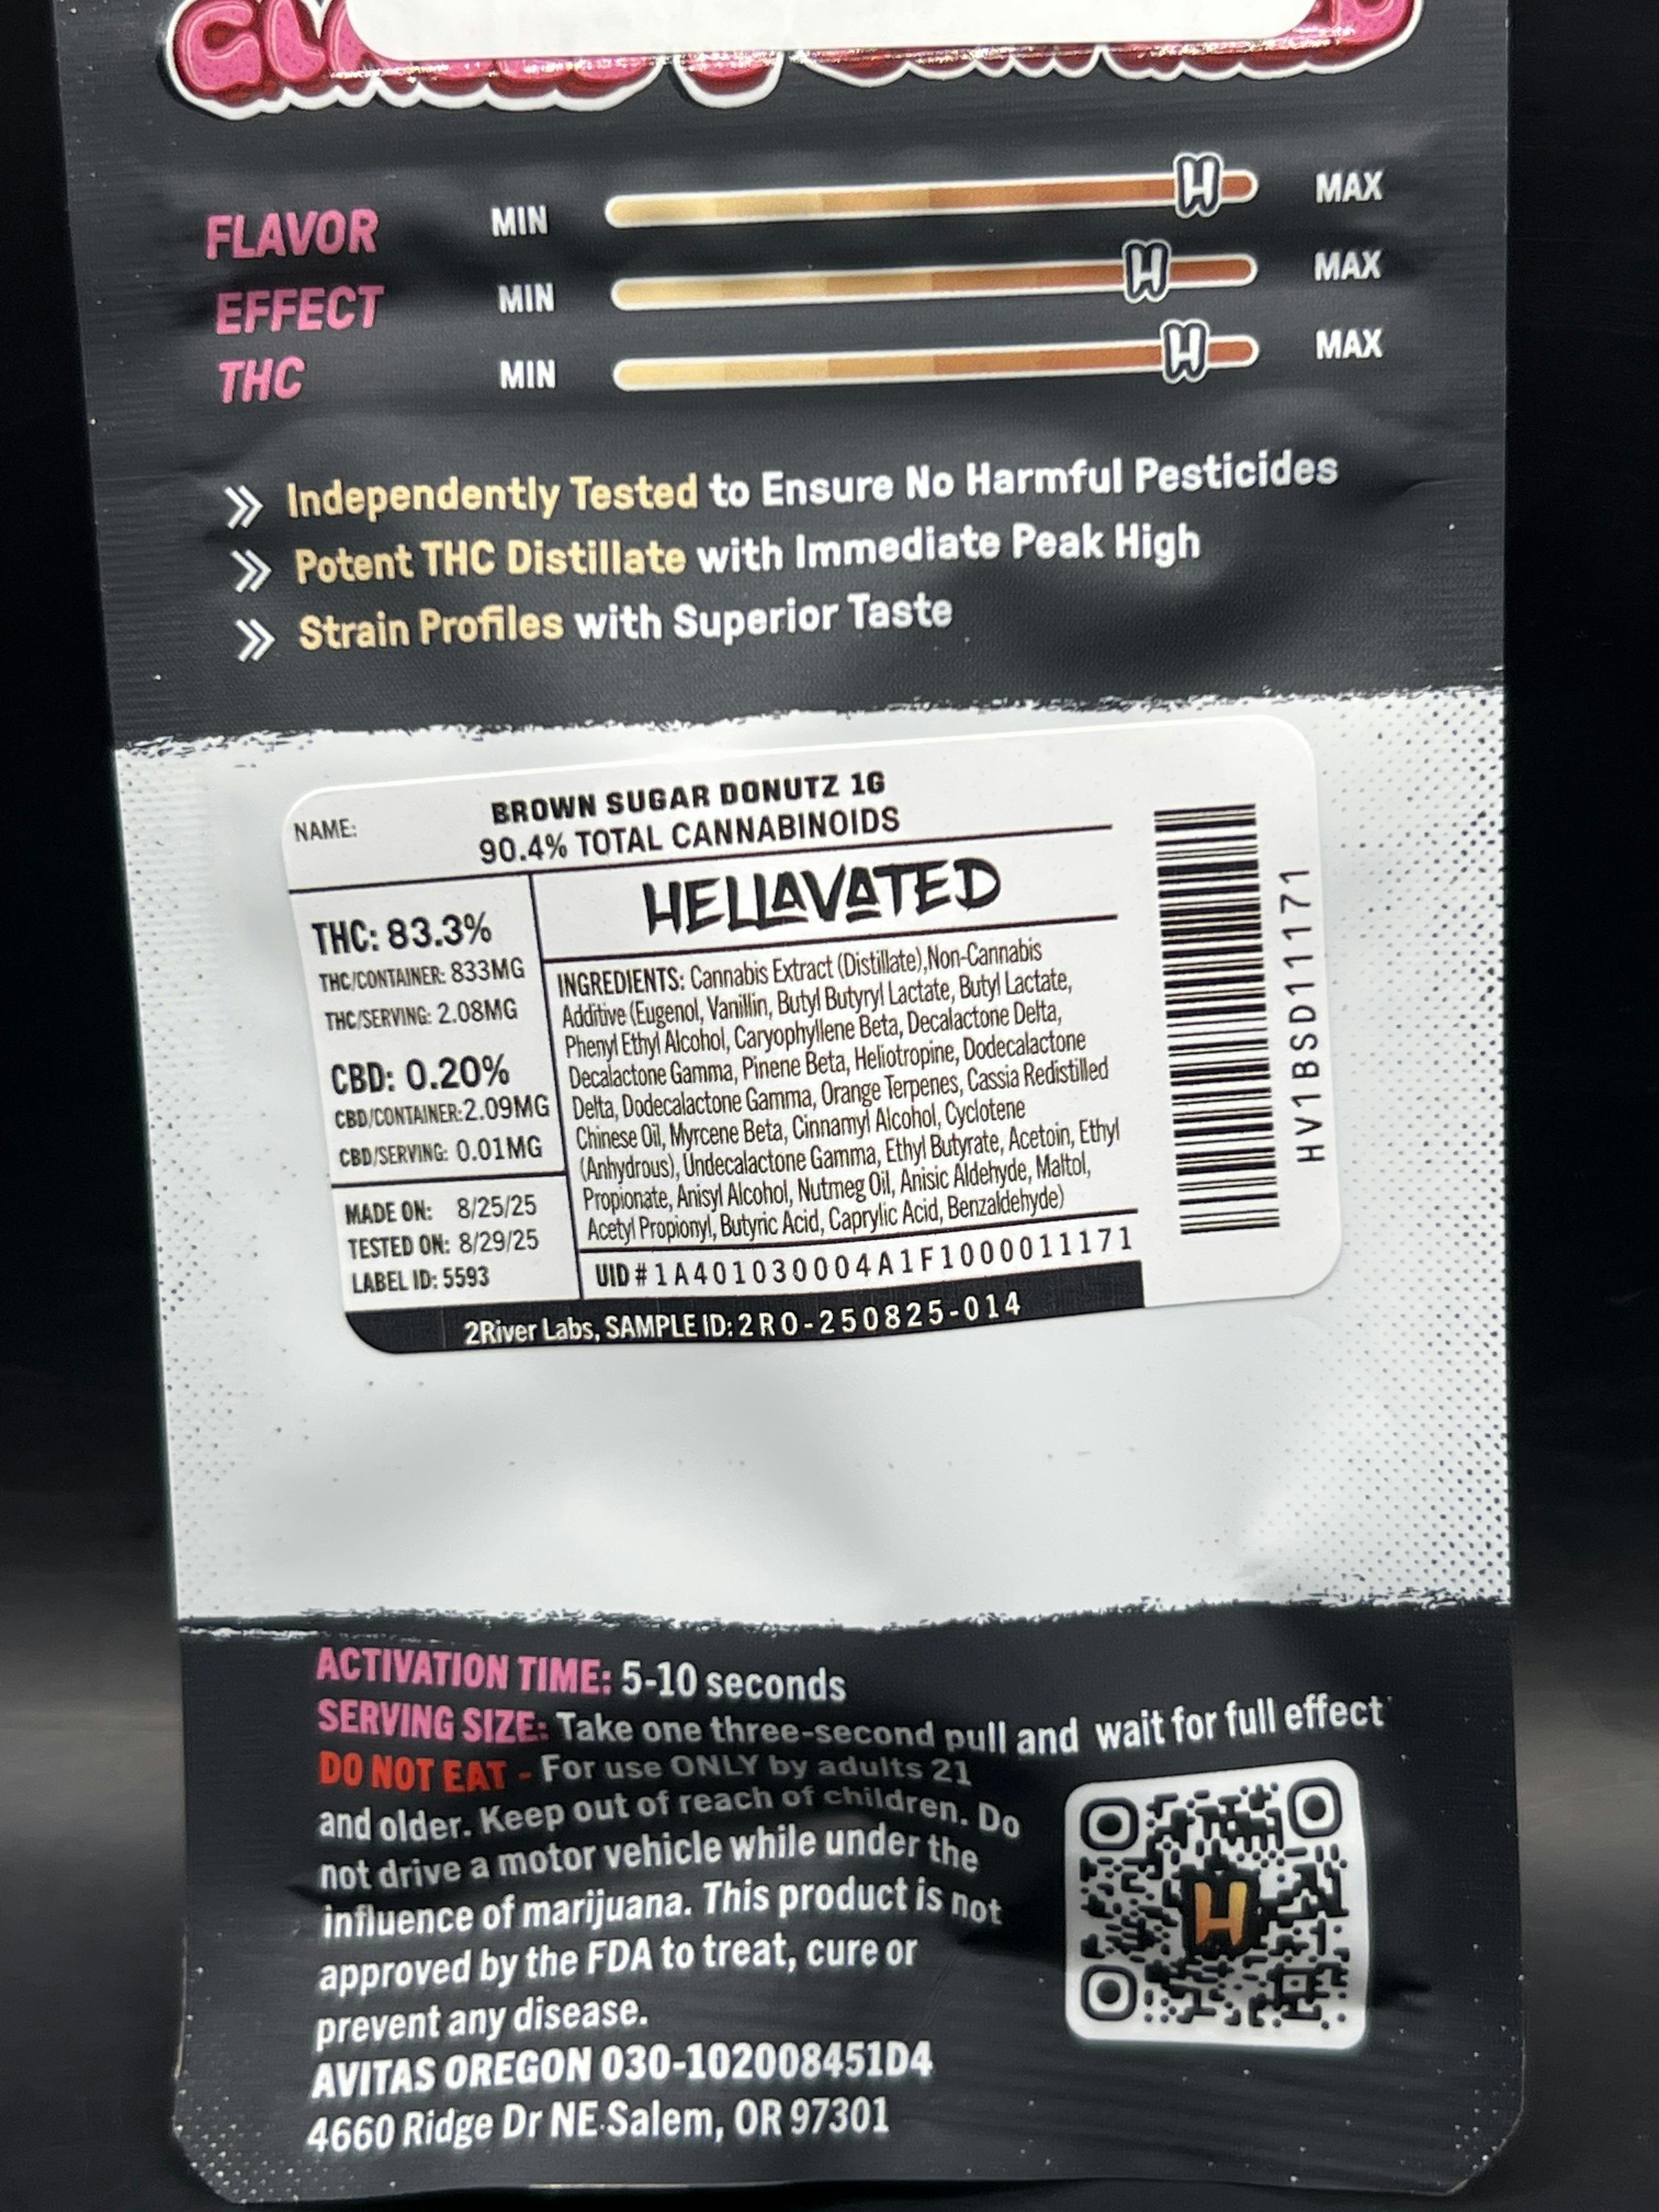 FLAVOR MIN MAX
EFFECT MIN MAX
THC MIN MAX
» Independently Tested to Ensure No Harmful Pesticides
» Potent THC Distillate with Immediate Peak High
» Strain Profiles with Superior Taste
NAME: BROWN SUGAR DONUTZ 1G
90.4% TOTAL CANNABINOIDS
THC: 83.3%
THC/CONTAINER: 833MG
THC/SERVING: 2.08MG
CBD: 0.20%
CBD/CONTAINER:2.09MG
CBD/SERVING: 0.01MG
MADE ON: 8/25/25
TESTED ON: 8/29/25
LABEL ID: 5593
HELLAVATED
INGREDIENTS: Cannabis Extract (Distillate),Non-Cannabis
Additive (Eugenol, Vanillin, Butyl Butyryl Lactate, Butyl Lactate,
Phenyl Ethyl Alcohol, Caryophyllene Beta, Decalactone Delta,
Decalactone Gamma, Pinene Beta, Heliotropine, Dodecalactone
Delta, Dodecalactone Gamma, Orange Terpenes, Cassia Redistilled
Chinese Oil, Myrcene Beta, Cinnamyl Alcohol, Cyclotene
(Anhydrous), Undecalactone Gamma, Ethyl Butyrate, Acetoin, Ethyl
Propionate, Anisyl Alcohol, Nutmeg Oil, Anisic Aldehyde, Maltol,
Acetyl Propionyl, Butyric Acid, Caprylic Acid, Benzaldehyde)
UID # 1A401030004A1F1000011171
2River Labs, SAMPLE ID: 2RO-250825-014
HV1BSD11171
ACTIVATION TIME: 5-10 seconds
SERVING SIZE: Take one three-second pull and wait for full effect
DO NOT EAT - For use ONLY by adults 21
and older. Keep out of reach of children. Do
not drive a motor vehicle while under the
influence of marijuana. This product is not
approved by the FDA to treat, cure or
prevent any disease.
AVITAS OREGON 030-102008451D4
4660 Ridge Dr NE Salem, OR 97301
H